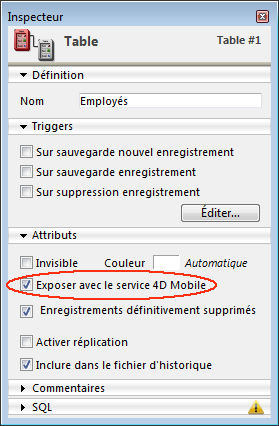 Inspecteur
Table
Table #1
Définition
Nom
Employés
Triggers
Sur sauvegarde nouvel enregistrement
Sur sauvegarde enregistrement
Sur suppression enregistrement
Éditer...
Attributs
Invisible Couleur Automatique
Exposer avec le service 4D Mobile
Enregistrements définitivement supprimés
Activer réplication
Inclure dans le fichier d'historique
Commentaires
SQL